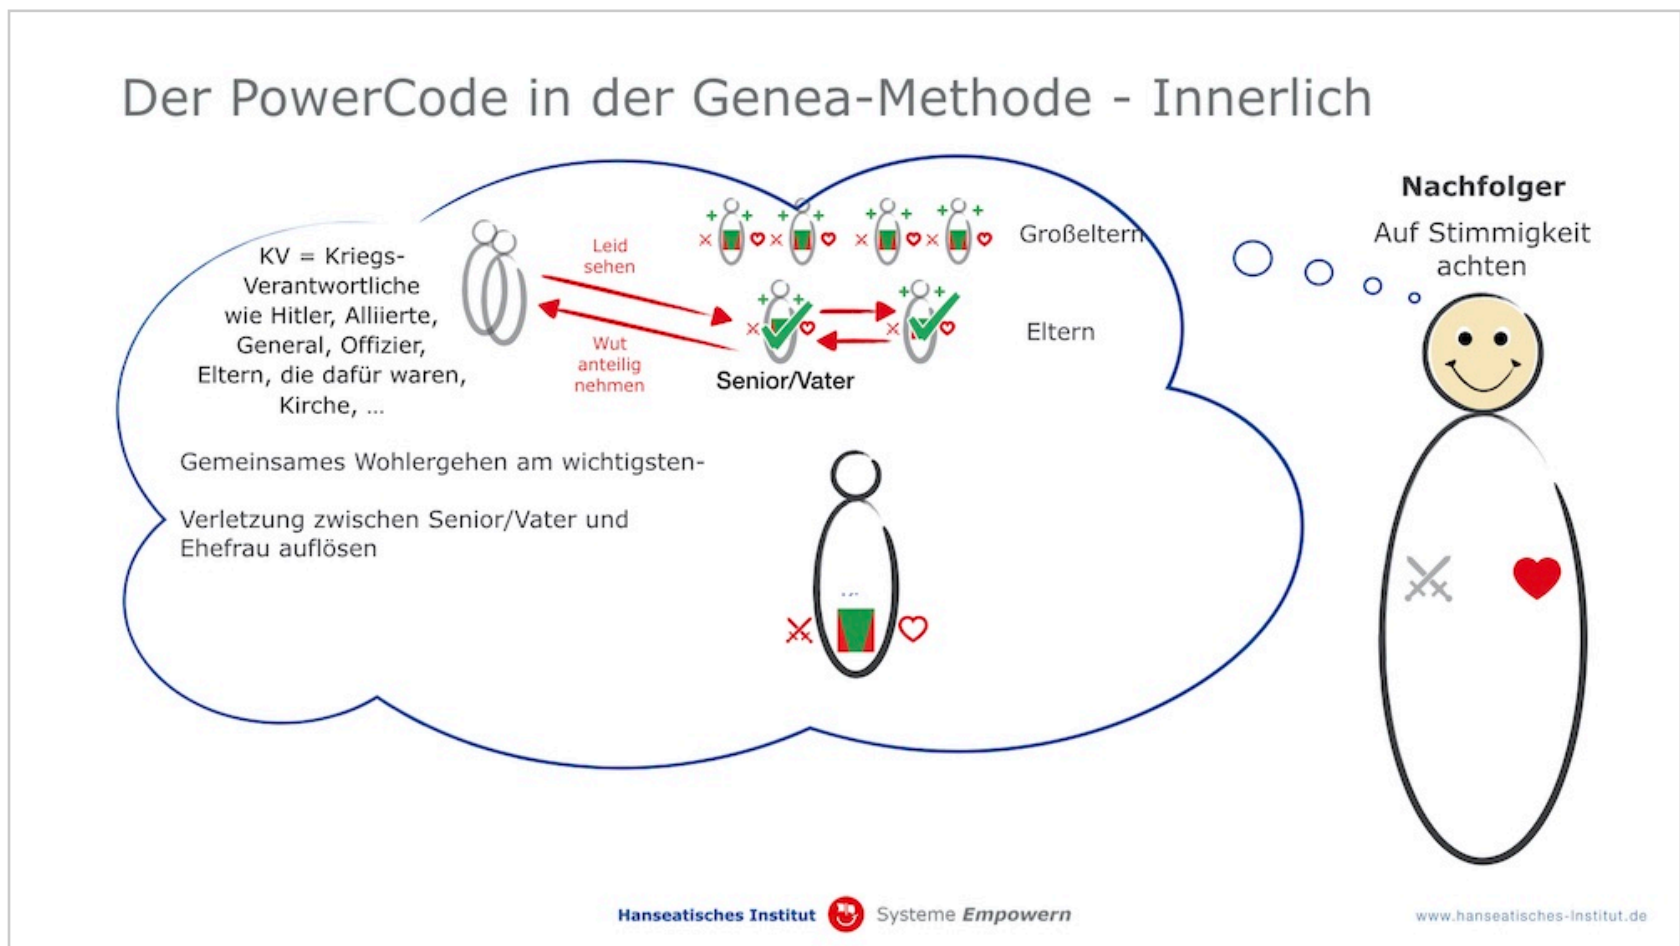 Der PowerCode in der Genea-Methode - Innerlich
KV = Kriegs-
Verantwortliche
wie Hitler, Alliierte,
General, Offizier,
Eltern, die dafür waren,
Kirche, ...
Leid
sehen
Wut
anteilig
nehmen
Großeltern
Eltern
Senior/Vater
Gemeinsames Wohlergehen am wichtigsten-
Verletzung zwischen Senior/Vater und
Ehefrau auflösen
Nachfolger
Auf Stimmigkeit
achten
Hanseatisches Institut Systeme Empowern
www.hanseatisches-Institut.de